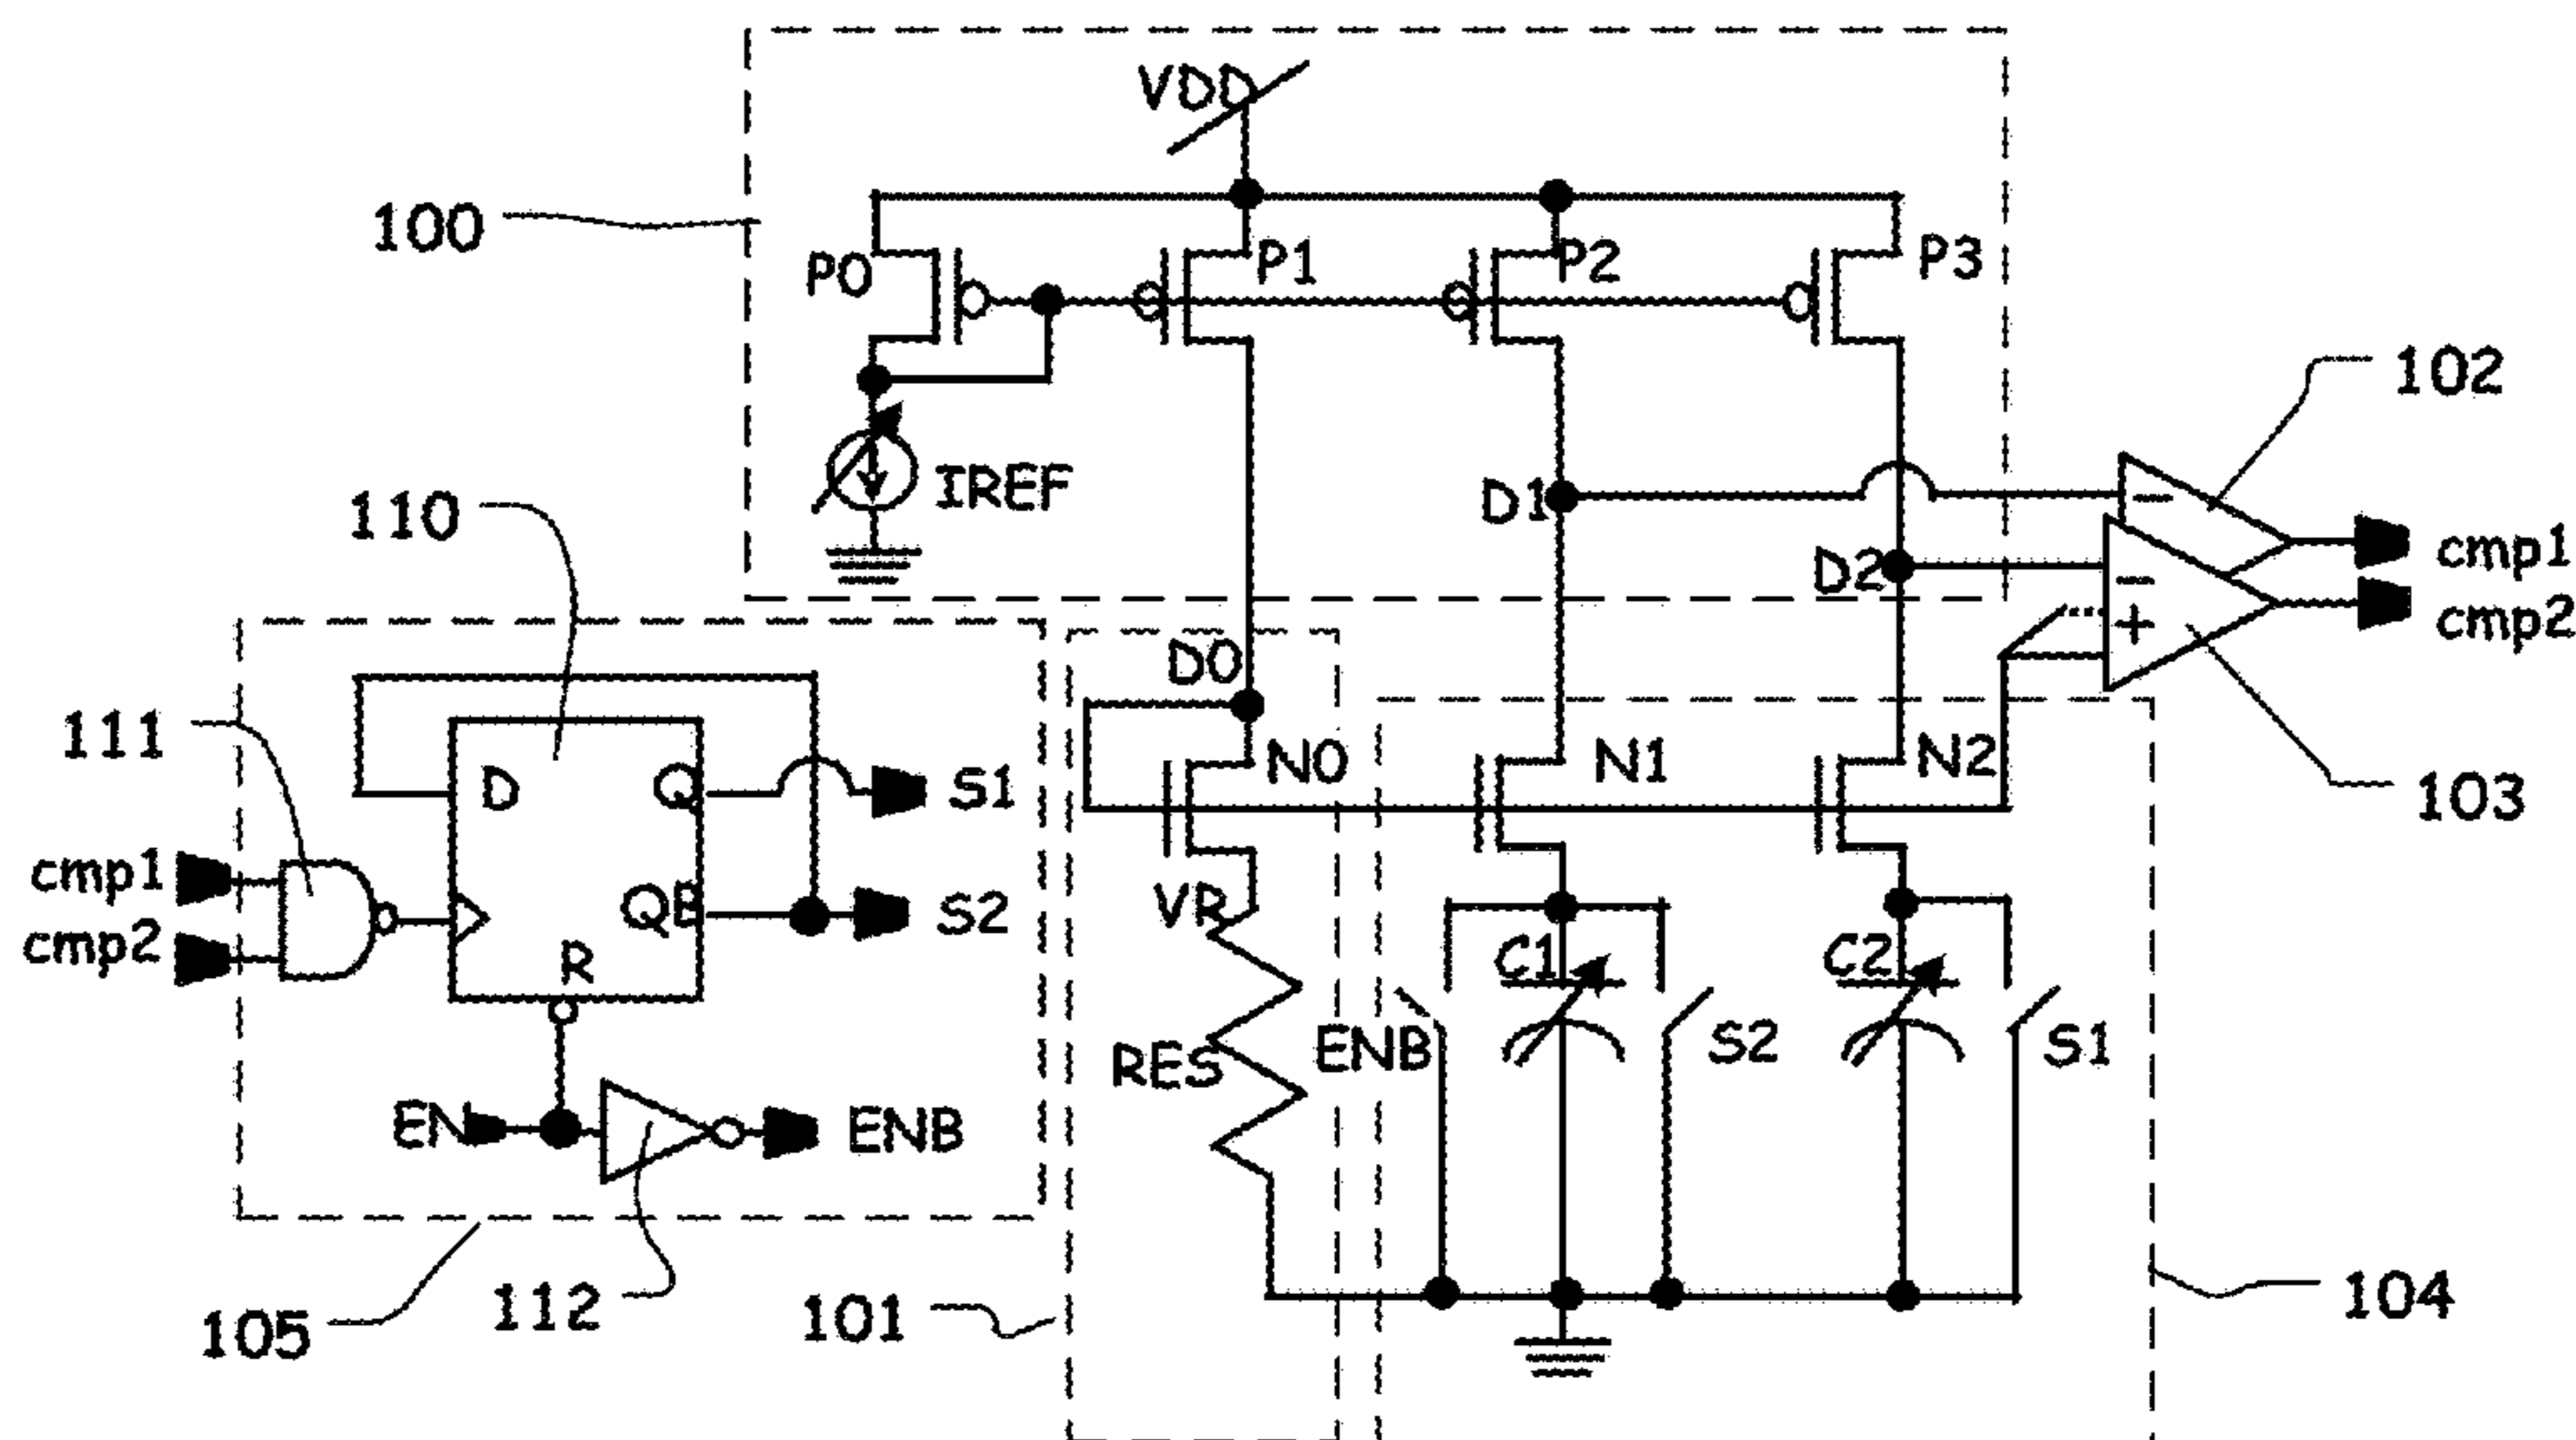 VDD
100
P0
P1
P2
P3
102
IREF
110
D1
cmp1
D2
cmp2
D0
111
D
Q
S1
N0
N1
N2
103
cmp1
cmp2
QB
S2
R
VR
C1
C2
RES
ENB
S2
S1
EN
ENB
105
112
101
104
-
-
+